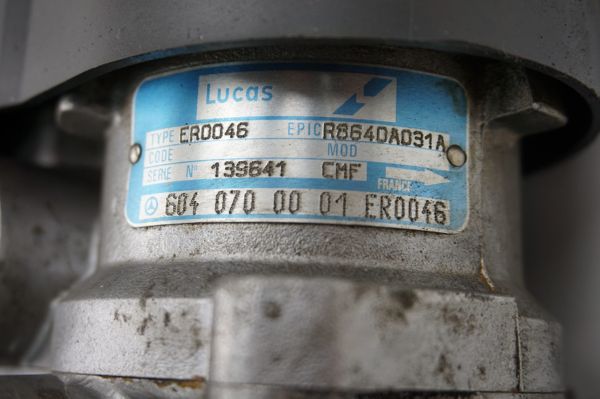 Lucas
TYPE ER0046 EPIC R8640A031A
CODE MOD
SERIE N° 139641 CMF FRANCE
604 070 00 01 ER0046